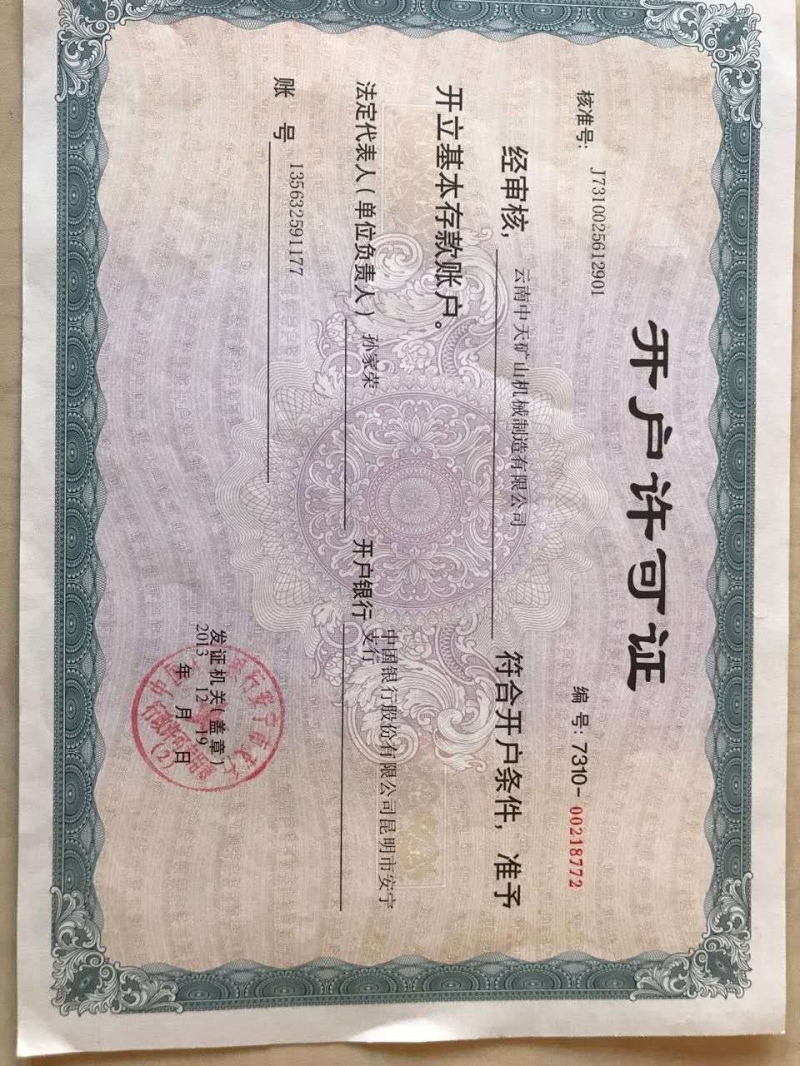 开户许可证
核准号: J7310025612901
编号: 7310-00218772
经审核, 云南中天矿山机械制造有限公司 符合开户条件, 准予
开立基本存款账户。
法定代表人(单位负责人) 孙家荣 开户银行 中国银行股份有限公司昆明市安宁
支行
账 号 135632591177
发证机关(盖章)
2013 年 12 月 19 日
(2)